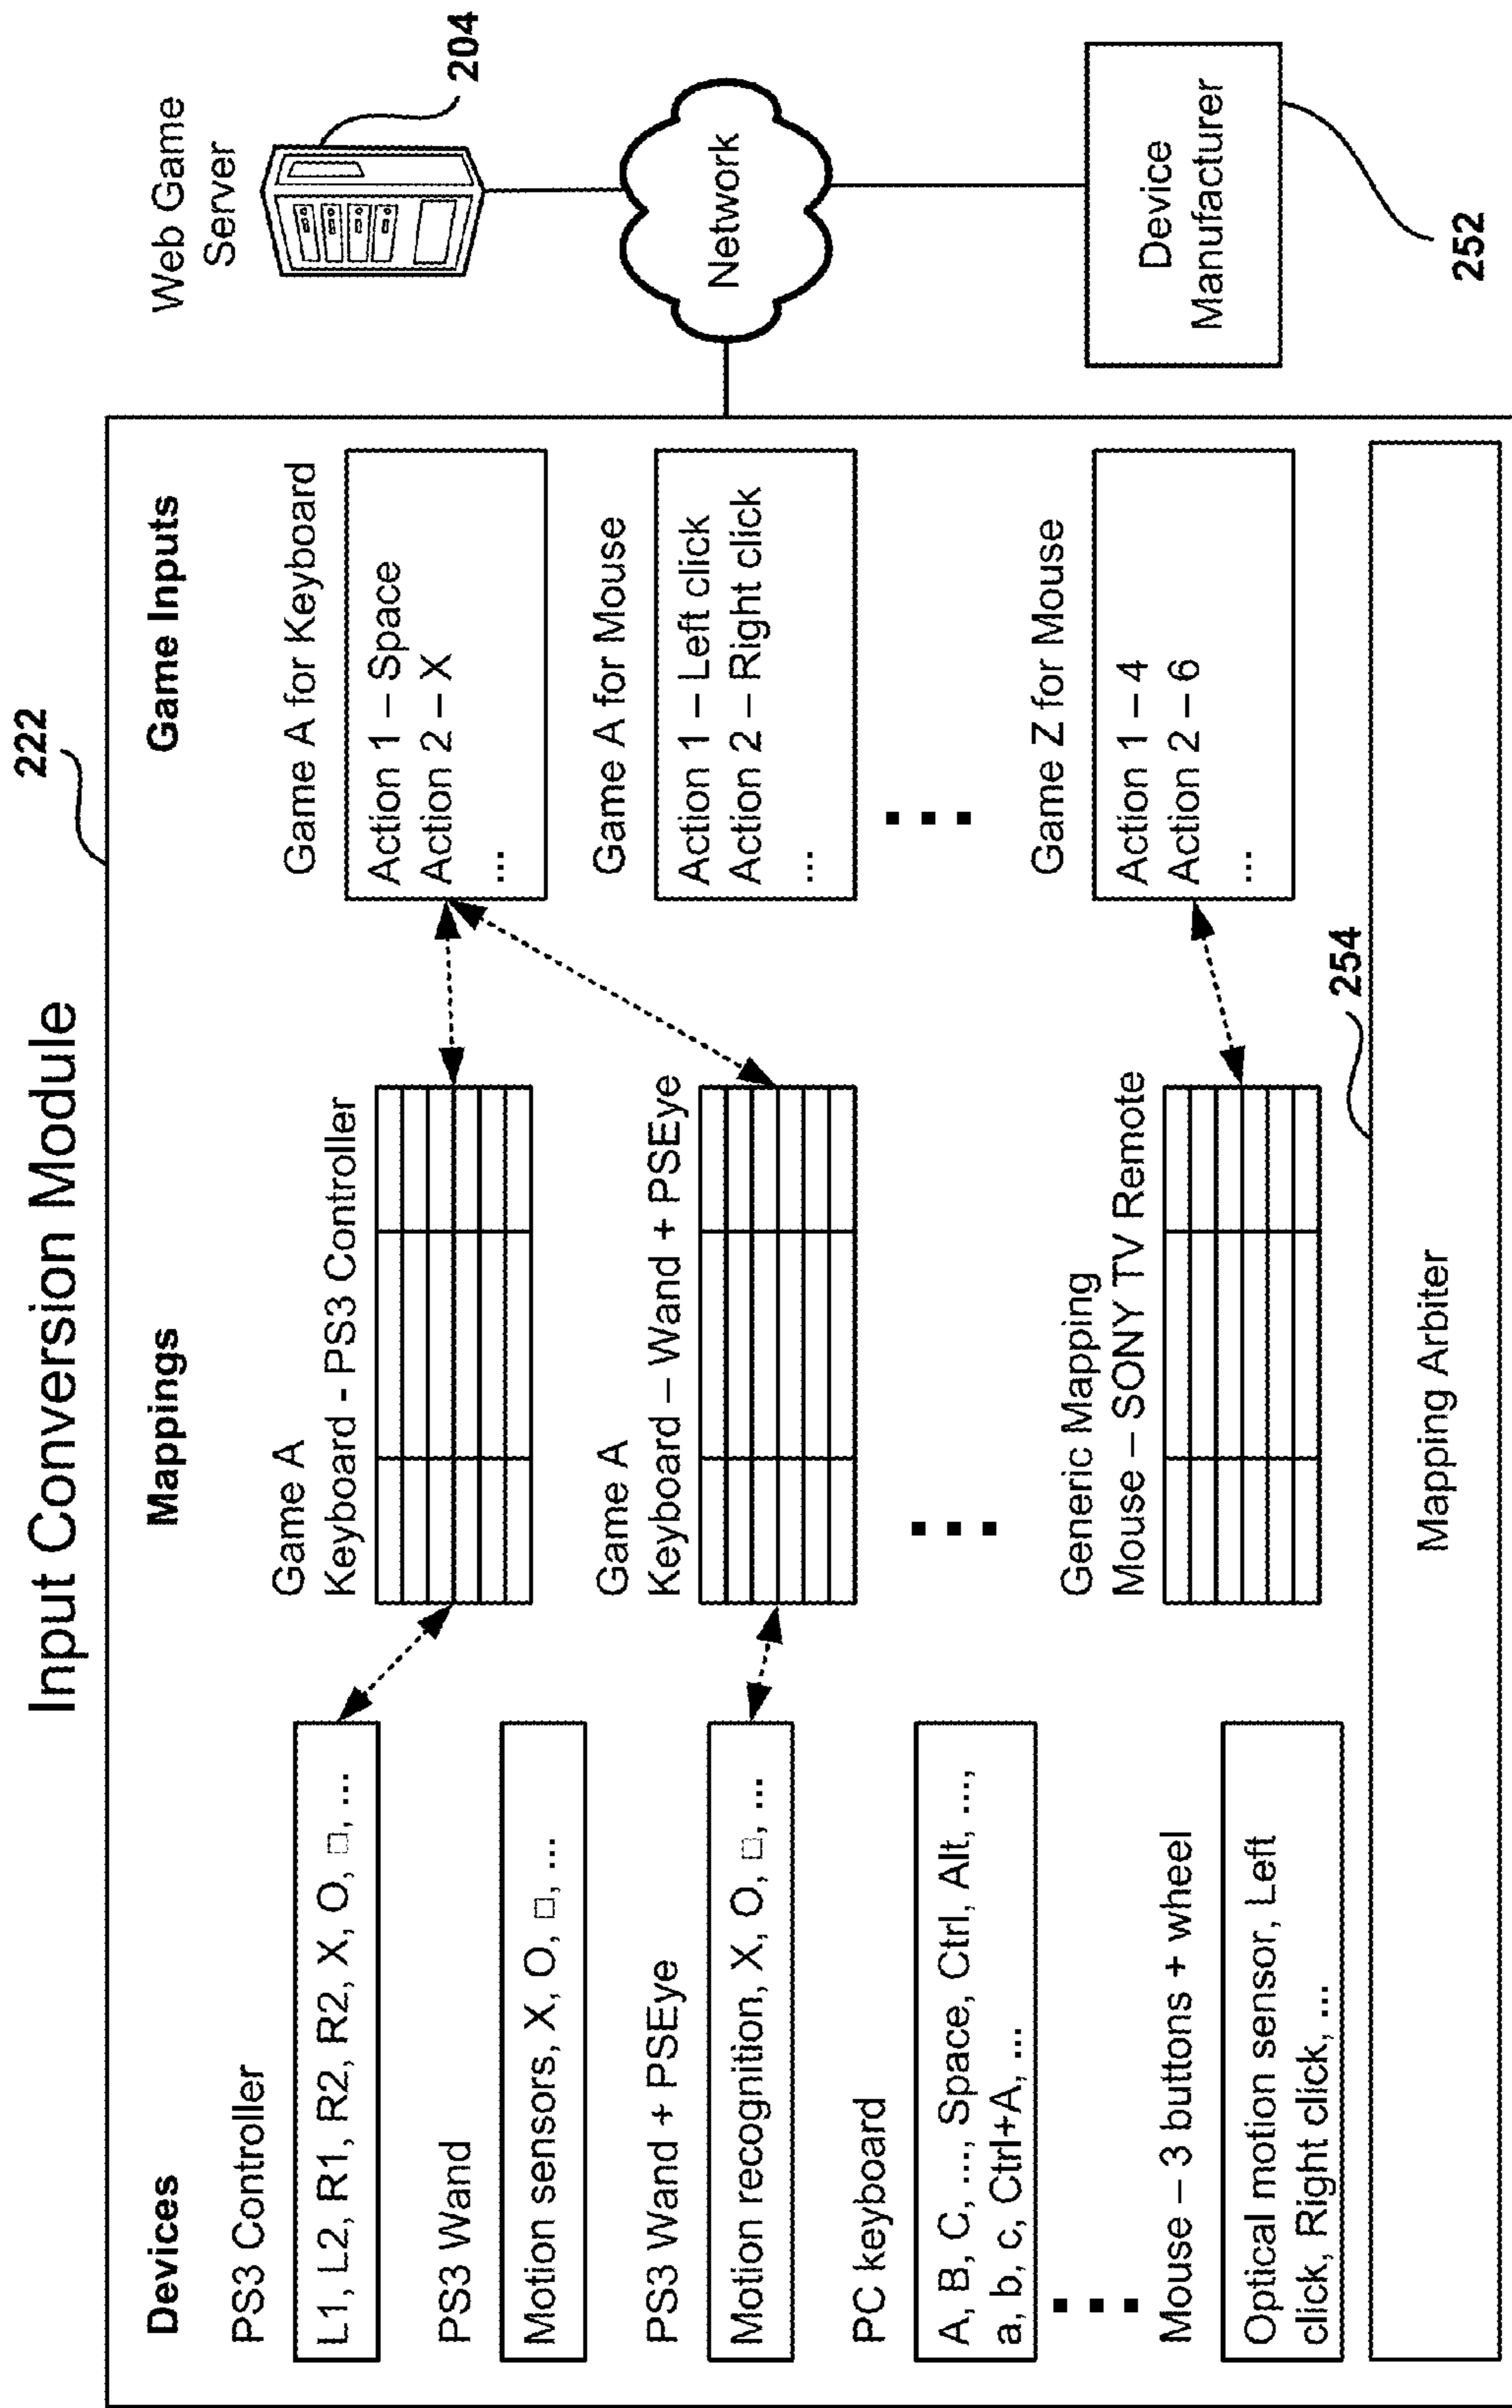 Input Conversion Module
222
Devices
PS3 Controller
L1, L2, R1, R2, R2, X, O, □, ...
PS3 Wand
Motion sensors, X, O, □, ...
PS3 Wand + PSEye
Motion recognition, X, O, □, ...
PC keyboard
A, B, C, ..., Space, Ctrl, Alt, ...,
a, b, c, Ctrl+A, ...
Mouse – 3 buttons + wheel
Optical motion sensor, Left
click, Right click, ...
Mappings
Game A
Keyboard - PS3 Controller
Game A
Keyboard – Wand + PSEye
Generic Mapping
Mouse – SONY TV Remote
Game Inputs
Game A for Keyboard
Action 1 – Space
Action 2 – X
...
Game A for Mouse
Action 1 – Left click
Action 2 – Right click
...
Game Z for Mouse
Action 1 – 4
Action 2 – 6
...
254
Mapping Arbiter
Web Game
Server
204
Network
Device
Manufacturer
252